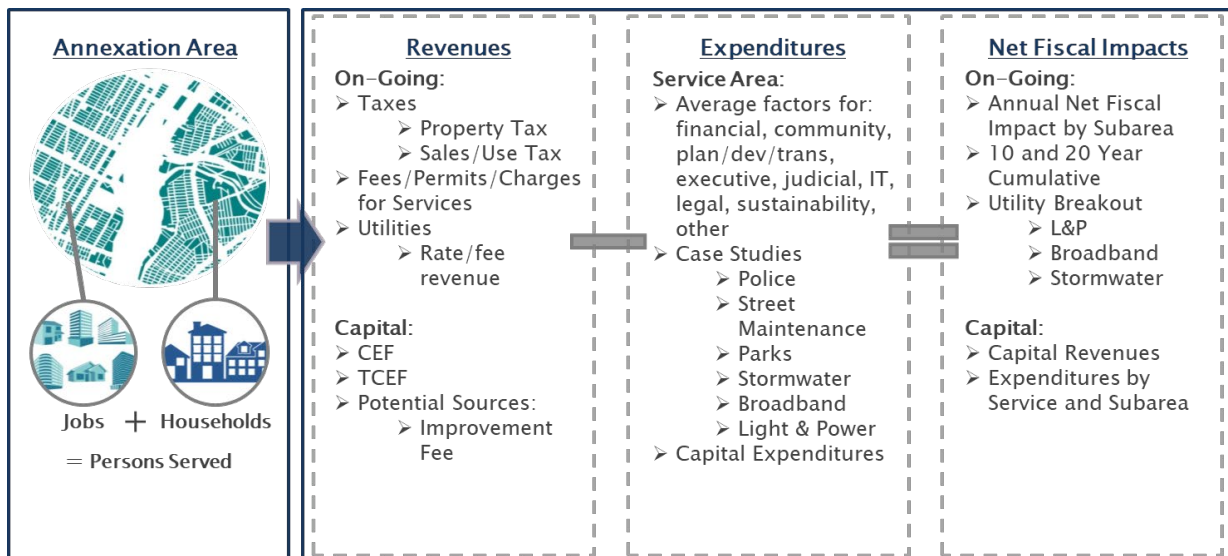 Annexation Area
Jobs + Households
= Persons Served
Revenues
On-Going:
➢ Taxes
➢ Property Tax
➢ Sales/Use Tax
➢ Fees/Permits/Charges
for Services
➢ Utilities
➢ Rate/fee
revenue
Capital:
➢ CEF
➢ TCEF
➢ Potential Sources:
➢ Improvement
Fee
Expenditures
Service Area:
➢ Average factors for:
financial, community,
plan/dev/trans,
executive, judicial, IT,
legal, sustainability,
other
➢ Case Studies
➢ Police
➢ Street
Maintenance
➢ Parks
➢ Stormwater
➢ Broadband
➢ Light & Power
➢ Capital Expenditures
Net Fiscal Impacts
On-Going:
➢ Annual Net Fiscal
Impact by Subarea
➢ 10 and 20 Year
Cumulative
➢ Utility Breakout
➢ L&P
➢ Broadband
➢ Stormwater
Capital:
➢ Capital Revenues
➢ Expenditures by
Service and Subarea